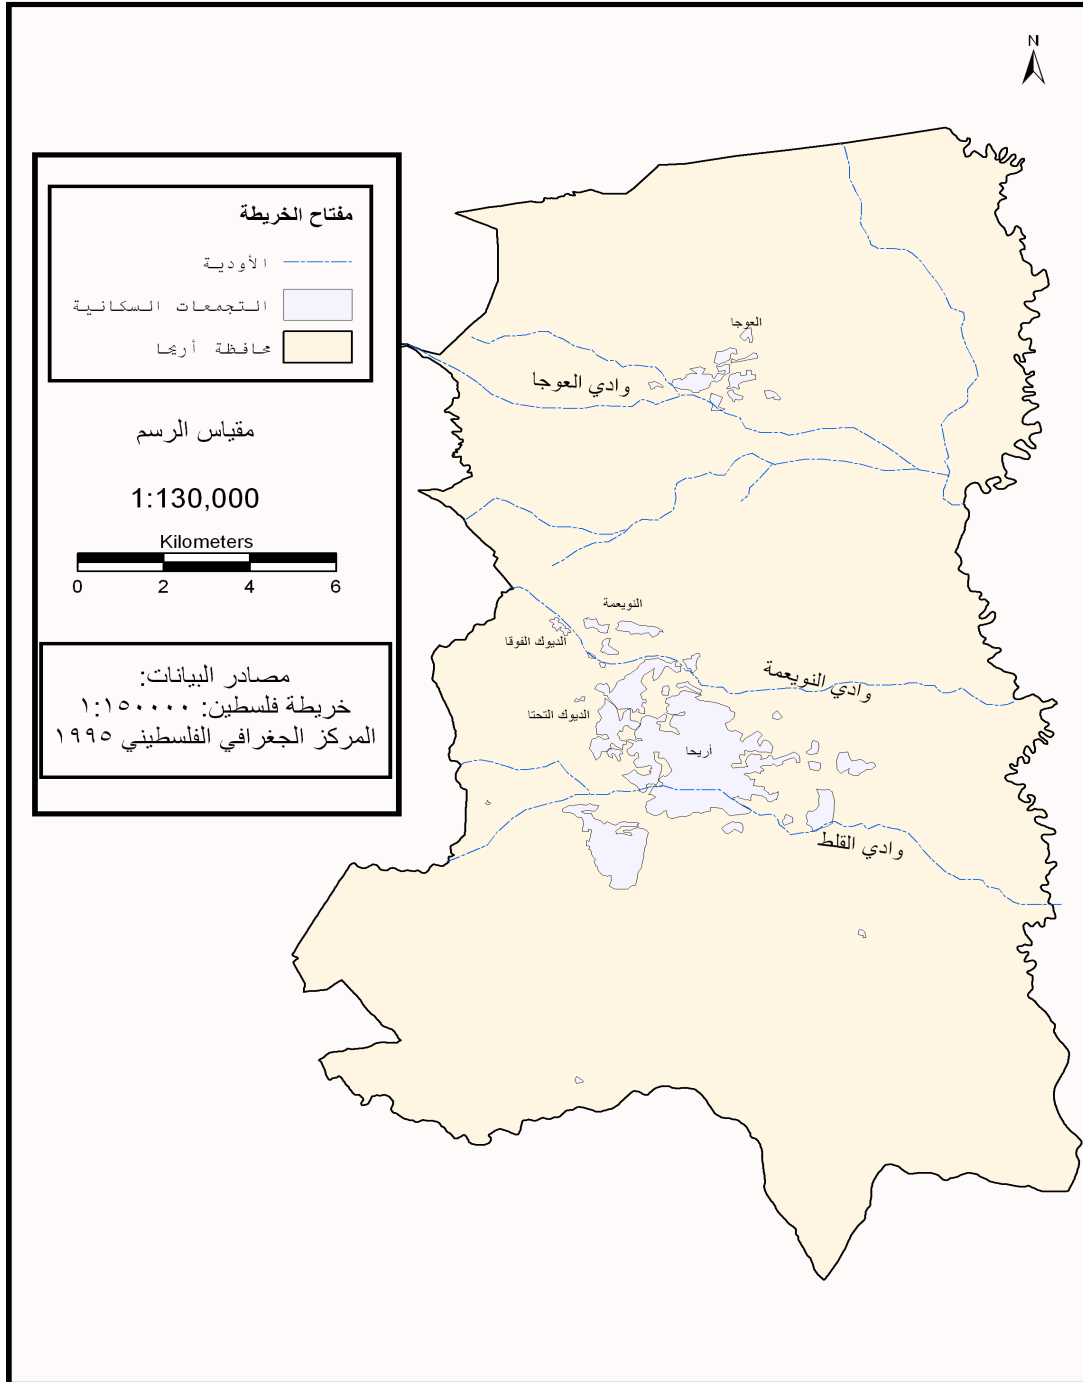 N
مفتاح الخريطة
الأودية
التجمعات السكانية
محافظة أريحا
مقياس الرسم
1:130,000
Kilometers
0 2 4 6
مصادر البيانات:
خريطة فلسطين: ١:١٥٠٠٠٠
المركز الجغرافي الفلسطيني ١٩٩٥
العوجا
وادي العوجا
النويعمة
الديوك الفوقا
وادي النويعمة
الديوك التحتا
أريحا
وادي القلط